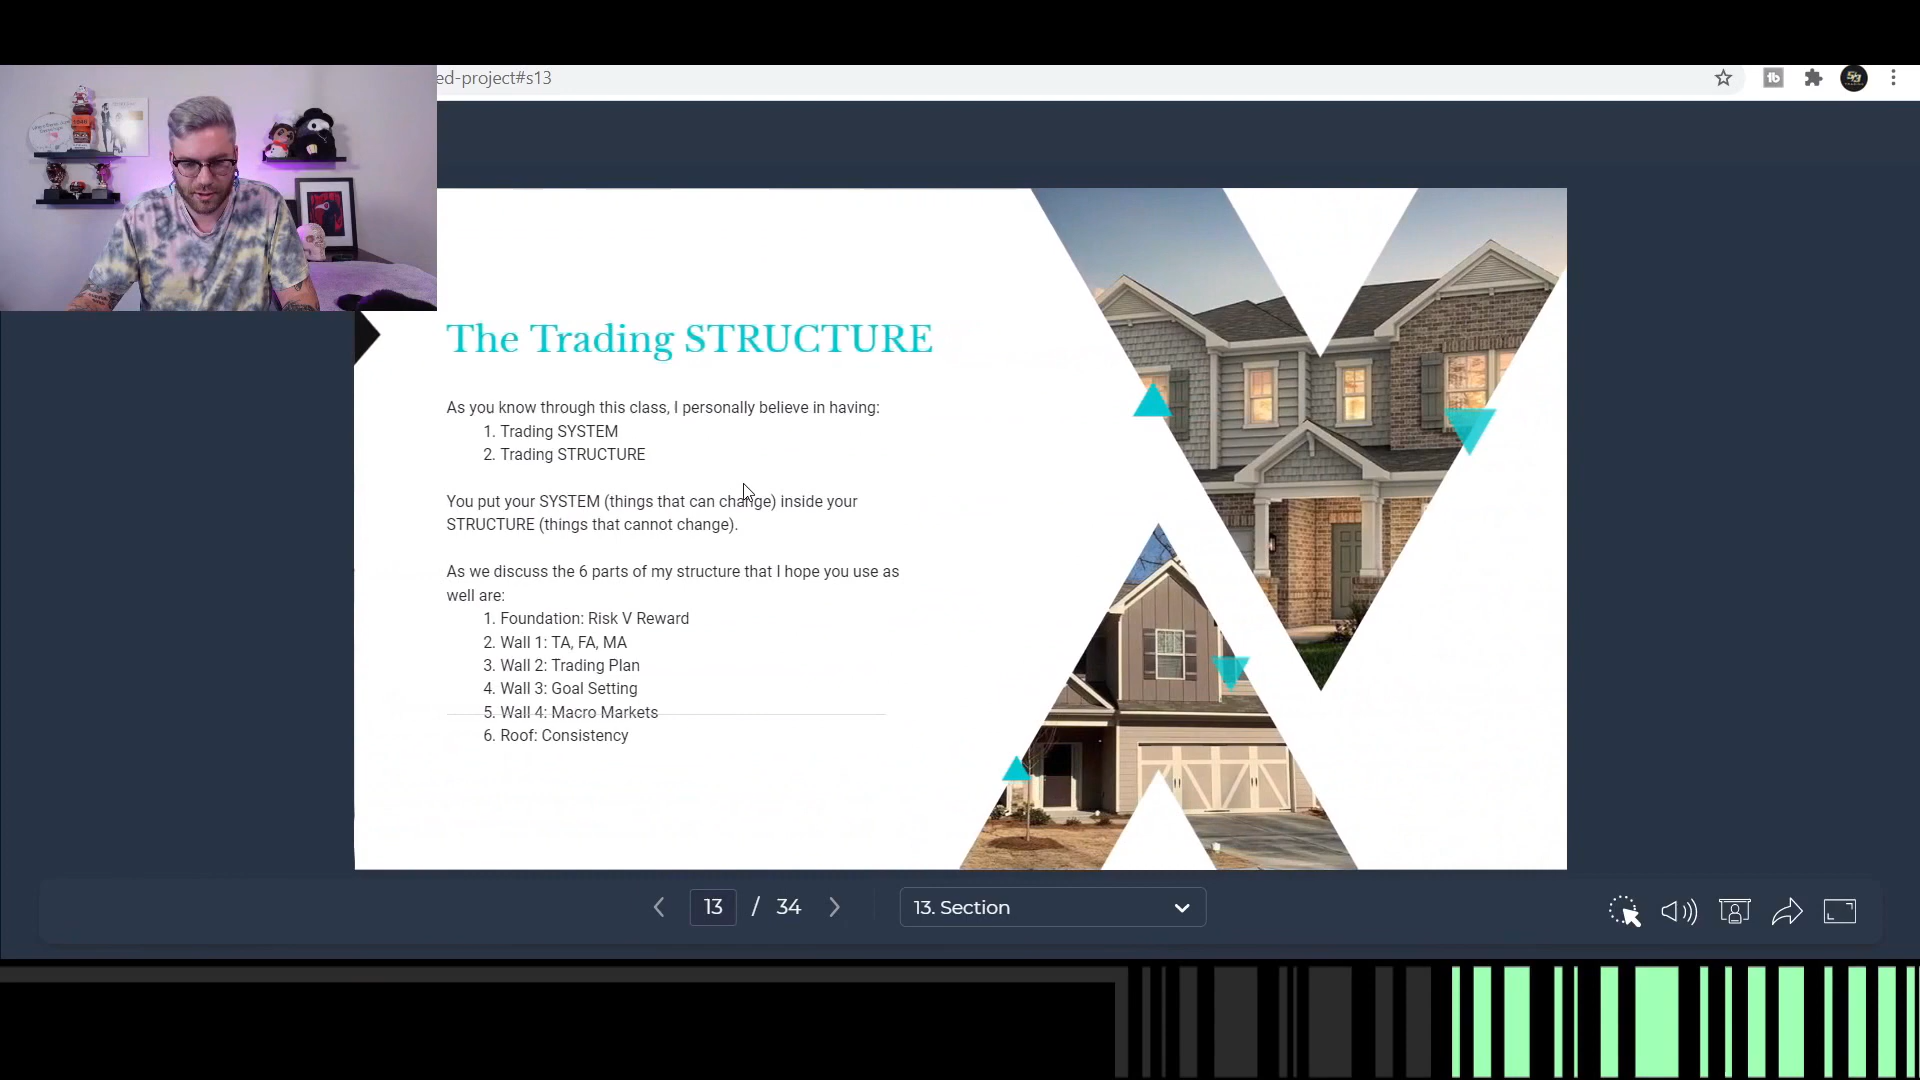 ed-project#s13
The Trading STRUCTURE
As you know through this class, I personally believe in having:
1. Trading SYSTEM
2. Trading STRUCTURE
You put your SYSTEM (things that can change) inside your
STRUCTURE (things that cannot change).
As we discuss the 6 parts of my structure that I hope you use as
well are:
1. Foundation: Risk V Reward
2. Wall 1: TA, FA, MA
3. Wall 2: Trading Plan
4. Wall 3: Goal Setting
5. Wall 4: Macro Markets
6. Roof: Consistency
13 / 34
13. Section